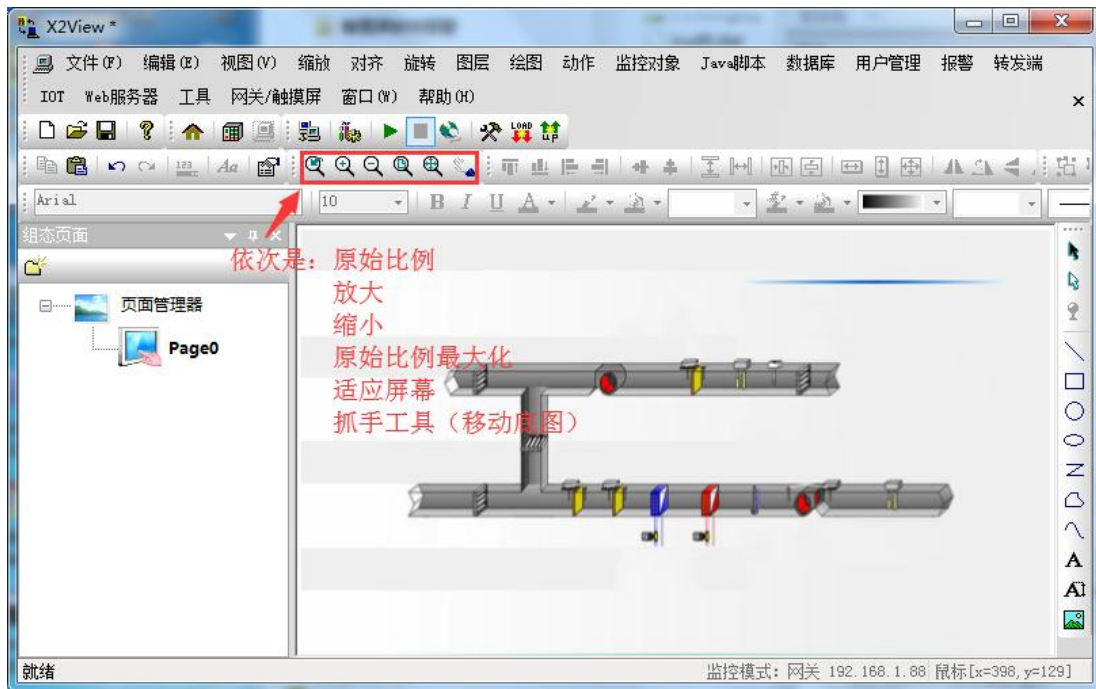 X2View *
文件(F) 编辑(E) 视图(V) 缩放 对齐 旋转 图层 绘图 动作 监控对象 Java脚本 数据库 用户管理 报警 转发端
IOT Web服务器 工具 网关/触摸屏 窗口(W) 帮助(H)
LOAD
UP
123 Aa
Arial 10 B I U A
组态页面
依次是：原始比例
放大
页面管理器
缩小
Page0
原始比例最大化
适应屏幕
抓手工具（移动底图）
A
A
就绪 监控模式：网关 192.168.1.88 鼠标[x=398,y=129]